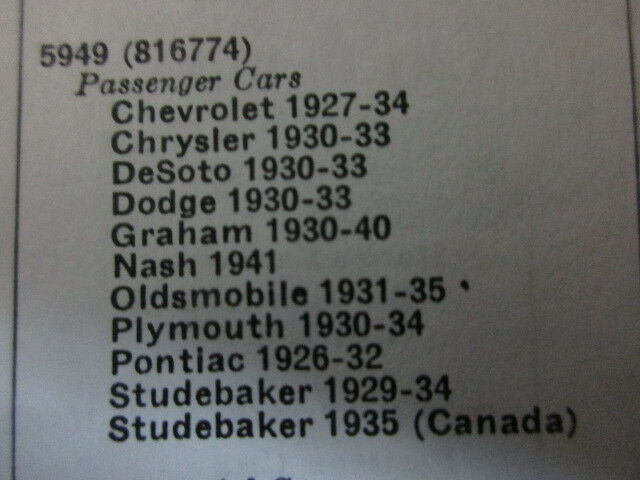 5949 (816774)
Passenger Cars
Chevrolet 1927-34
Chrysler 1930-33
DeSoto 1930-33
Dodge 1930-33
Graham 1930-40
Nash 1941
Oldsmobile 1931-35
Plymouth 1930-34
Pontiac 1926-32
Studebaker 1929-34
Studebaker 1935 (Canada)